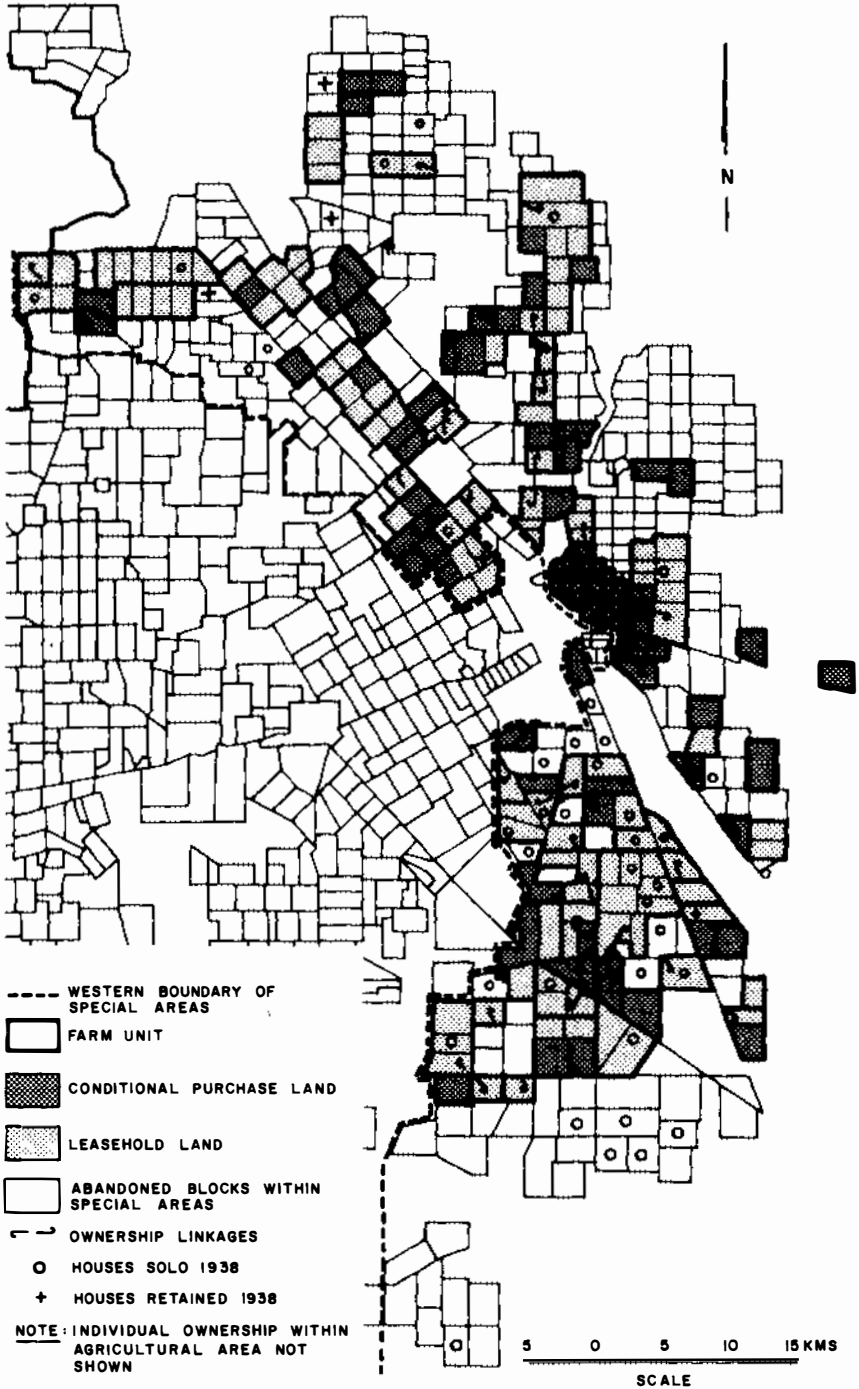 N
WESTERN BOUNDARY OF
SPECIAL AREAS
FARM UNIT
CONDITIONAL PURCHASE LAND
LEASEHOLD LAND
ABANDONED BLOCKS WITHIN
SPECIAL AREAS
OWNERSHIP LINKAGES
HOUSES SOLO 1938
HOUSES RETAINED 1938
NOTE: INDIVIDUAL OWNERSHIP WITHIN
AGRICULTURAL AREA NOT
SHOWN
5 0 5 10 15 KMS
SCALE